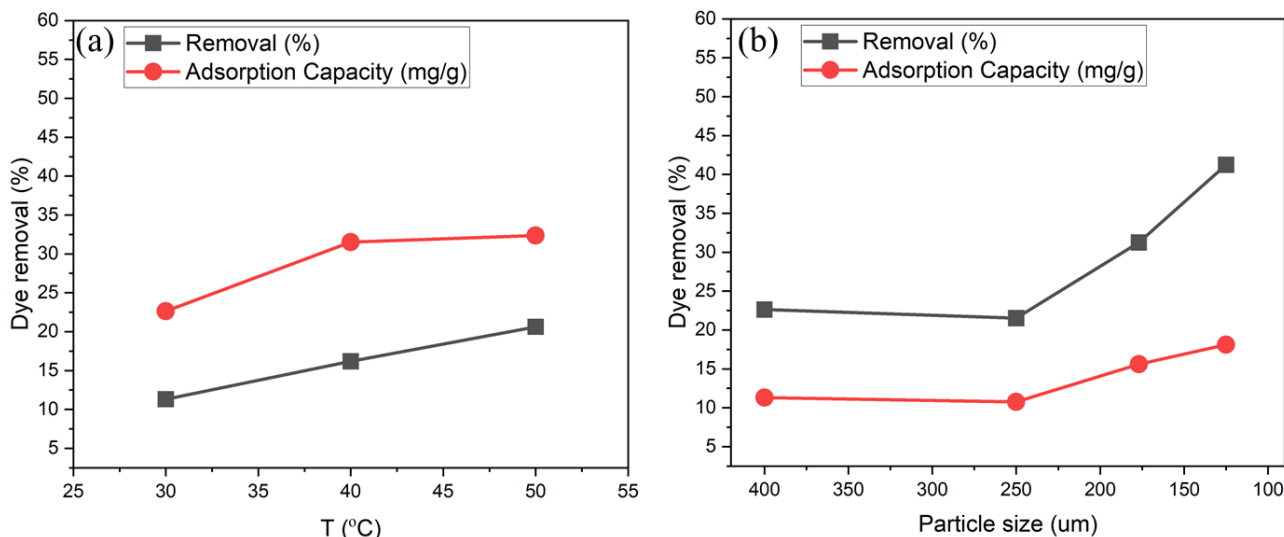 (a)
Removal (%)
Adsorption Capacity (mg/g)
Dye removal (%)
60
55
50
45
40
35
30
25
20
15
10
5
25 30 35 40 45 50 55
T (ºC)
(b)
Removal (%)
Adsorption Capacity (mg/g)
Dye removal (%)
60
55
50
45
40
35
30
25
20
15
10
5
400 350 300 250 200 150 100
Particle size (um)